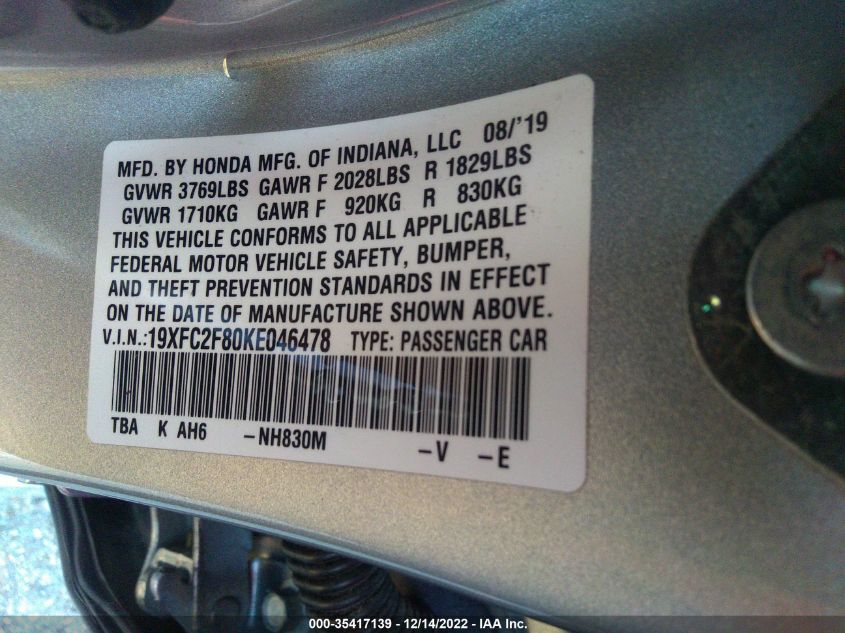 MFD. BY HONDA MFG. OF INDIANA, LLC 08/'19
GVWR 3769LBS GAWR F 2028LBS R 1829LBS
GVWR 1710KG GAWR F 920KG R 830KG
THIS VEHICLE CONFORMS TO ALL APPLICABLE
FEDERAL MOTOR VEHICLE SAFETY, BUMPER,
AND THEFT PREVENTION STANDARDS IN EFFECT
ON THE DATE OF MANUFACTURE SHOWN ABOVE.
V.I.N.:19XFC2F80KE046478 TYPE: PASSENGER CAR
TBA K AH6 -NH830M -V -E
000-35417139 - 12/14/2022 - IAA Inc.